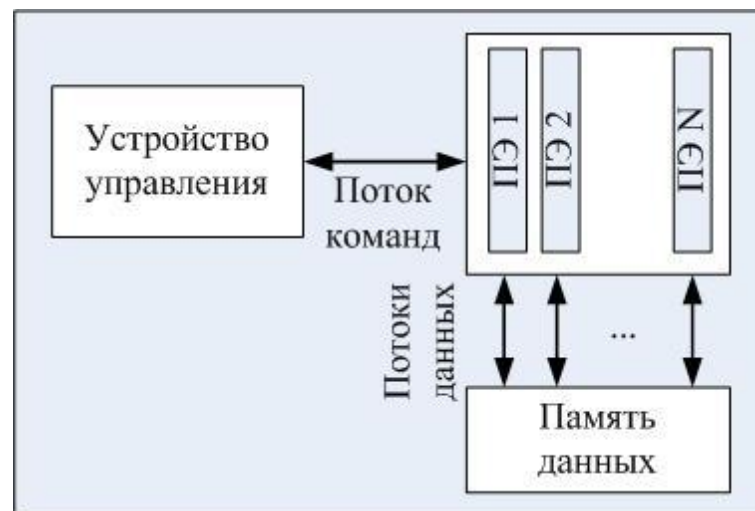 Устройство
управления
Поток
команд
ПЭ 1
ПЭ 2
ПЭ N
Потоки
данных
...
Память
данных